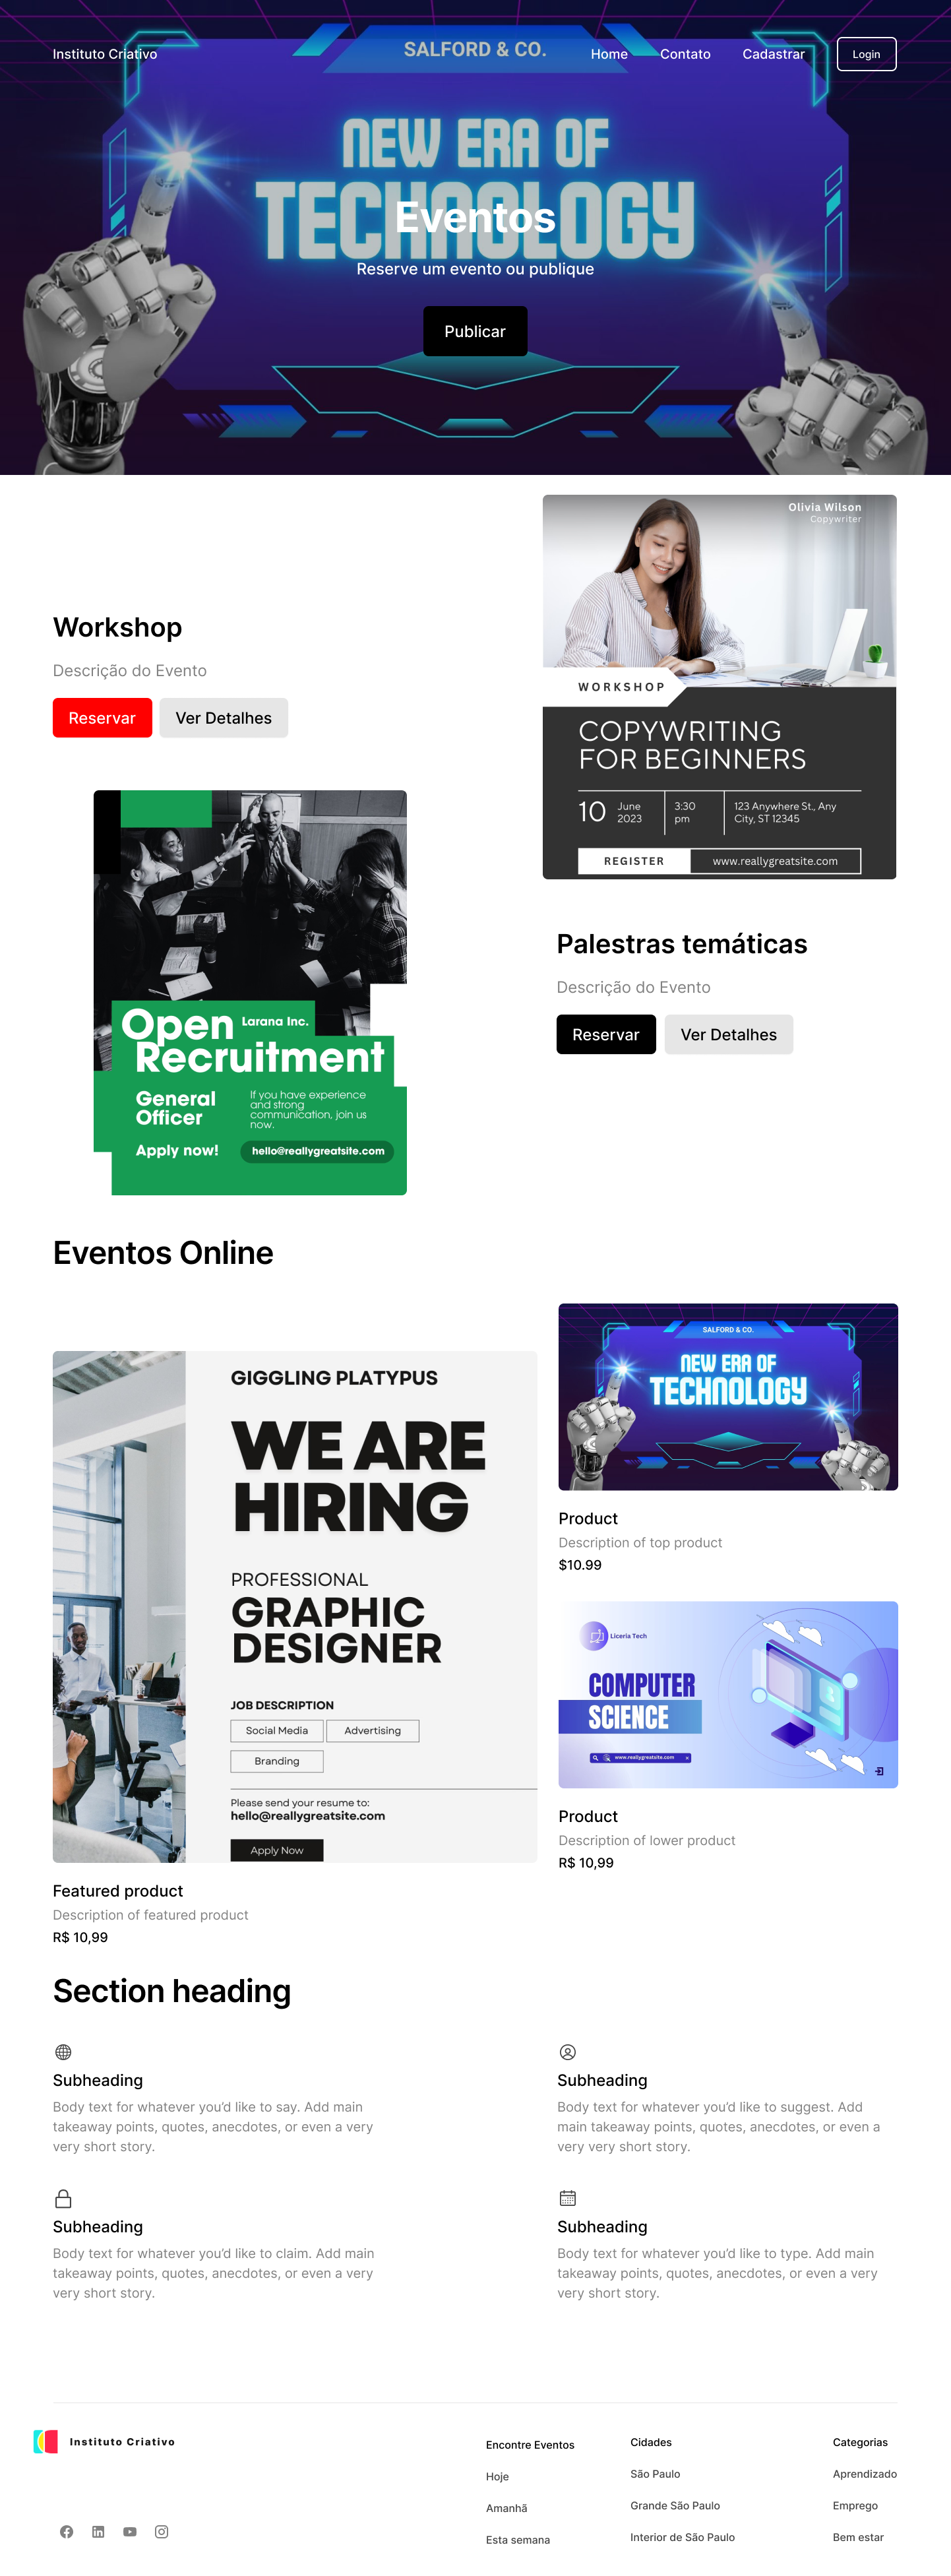 Instituto Criativo
SALFORD & CO.
Home
Contato
Cadastrar
Login
NEW ERA OF
TECHNOLOGY
Eventos
Reserve um evento ou publique
Publicar
Olivia Wilson
Copywriter
WORKSHOP
COPYWRITING
FOR BEGINNERS
10
June
2023
3:30
pm
123 Anywhere St., Any
City, ST 12345
REGISTER
www.reallygreatsite.com
Workshop
Descrição do Evento
Reservar
Ver Detalhes
Open
Larana Inc.
Recruitment
General
Officer
If you have experience
and strong
communication, join us
now.
Apply now!
hello@reallygreatsite.com
Palestras temáticas
Descrição do Evento
Reservar
Ver Detalhes
Eventos Online
GIGGLING PLATYPUS
WE ARE
HIRING
PROFESSIONAL
GRAPHIC
DESIGNER
JOB DESCRIPTION
Social Media
Advertising
Branding
Please send your resume to:
hello@reallygreatsite.com
Apply Now
Featured product
Description of featured product
R$ 10,99
SALFORD & CO.
NEW ERA OF
TECHNOLOGY
Product
Description of top product
$10.99
Liceria Tech
COMPUTER
SCIENCE
www.reallygreatsite.com
Product
Description of lower product
R$ 10,99
Section heading
Subheading
Body text for whatever you’d like to say. Add main
takeaway points, quotes, anecdotes, or even a very
very short story.
Subheading
Body text for whatever you’d like to suggest. Add
main takeaway points, quotes, anecdotes, or even a
very very short story.
Subheading
Body text for whatever you’d like to claim. Add main
takeaway points, quotes, anecdotes, or even a very
very short story.
Subheading
Body text for whatever you’d like to type. Add main
takeaway points, quotes, anecdotes, or even a very
very short story.
Instituto Criativo
Encontre Eventos
Hoje
Amanhã
Esta semana
Cidades
São Paulo
Grande São Paulo
Interior de São Paulo
Categorias
Aprendizado
Emprego
Bem estar